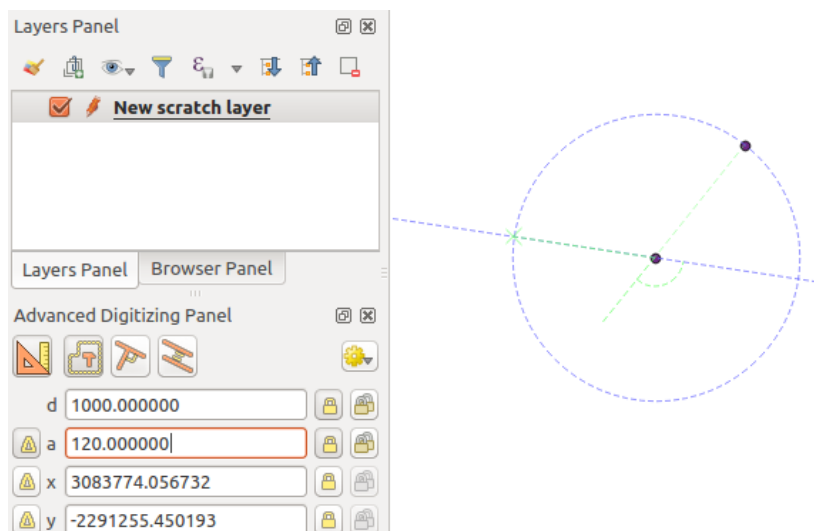 Layers Panel
New scratch layer
Layers Panel Browser Panel
Advanced Digitizing Panel
d 1000.000000
a 120.000000
x 3083774.056732
y -2291255.450193